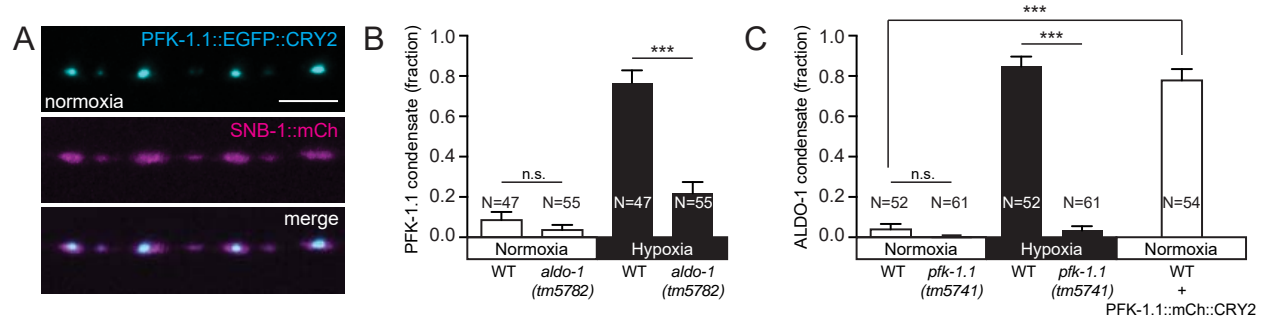 A
PFK-1.1::EGFP::CRY2
normoxia
SNB-1::mCh
merge
B
PFK-1.1 condensate (fraction)
1.0
0.8
0.6
0.4
0.2
0.0
n.s.
***
N=47
N=55
N=47
N=55
Normoxia
Hypoxia
WT
aldo-1
(tm5782)
WT
aldo-1
(tm5782)
C
ALDO-1 condensate (fraction)
1.0
0.8
0.6
0.4
0.2
0.0
***
n.s.
***
N=52
N=61
N=52
N=61
N=54
Normoxia
Hypoxia
Normoxia
WT
pfk-1.1
(tm5741)
WT
pfk-1.1
(tm5741)
WT
+
PFK-1.1::mCh::CRY2